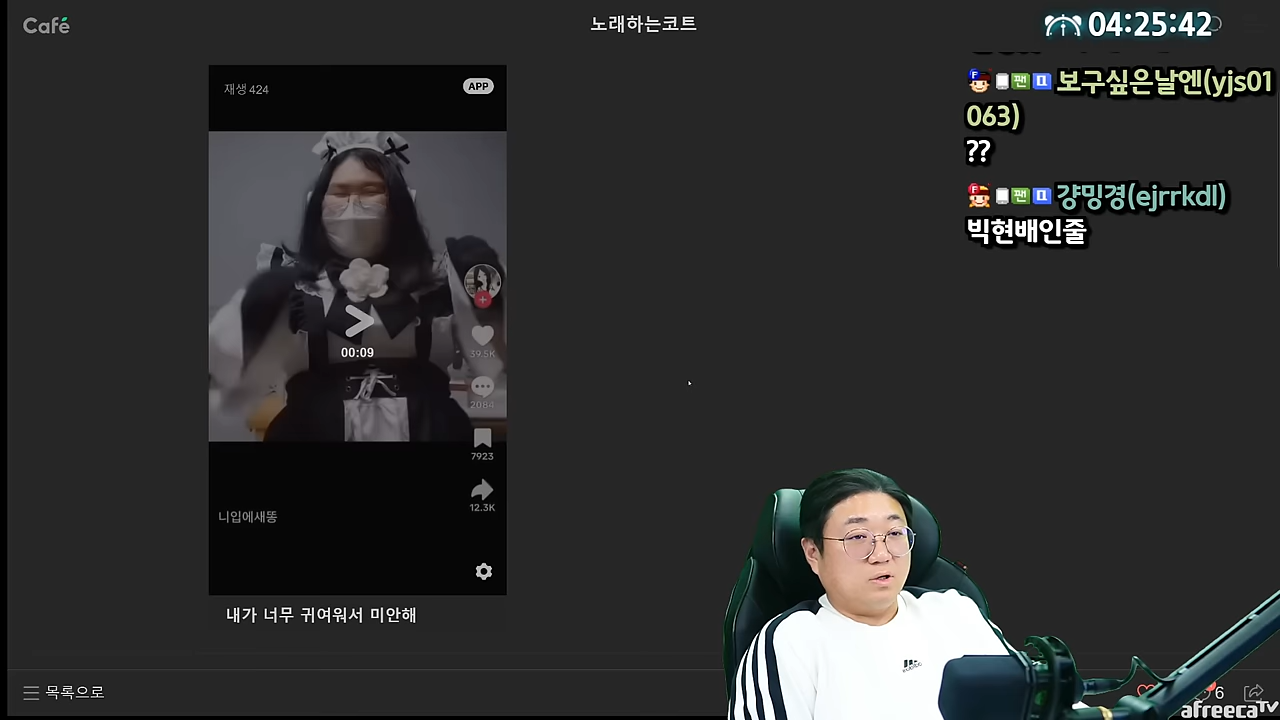 Café
노래하는코트
04:25:42
재생 424
APP
보구싶은날엔(yjs01
063)
??
걍밍경(ejrrkdl)
빅현배인줄
00:09
39.5K
2084
7923
12.3K
니입에새똥
내가 너무 귀여워서 미안해
목록으로
6
afreecaTV